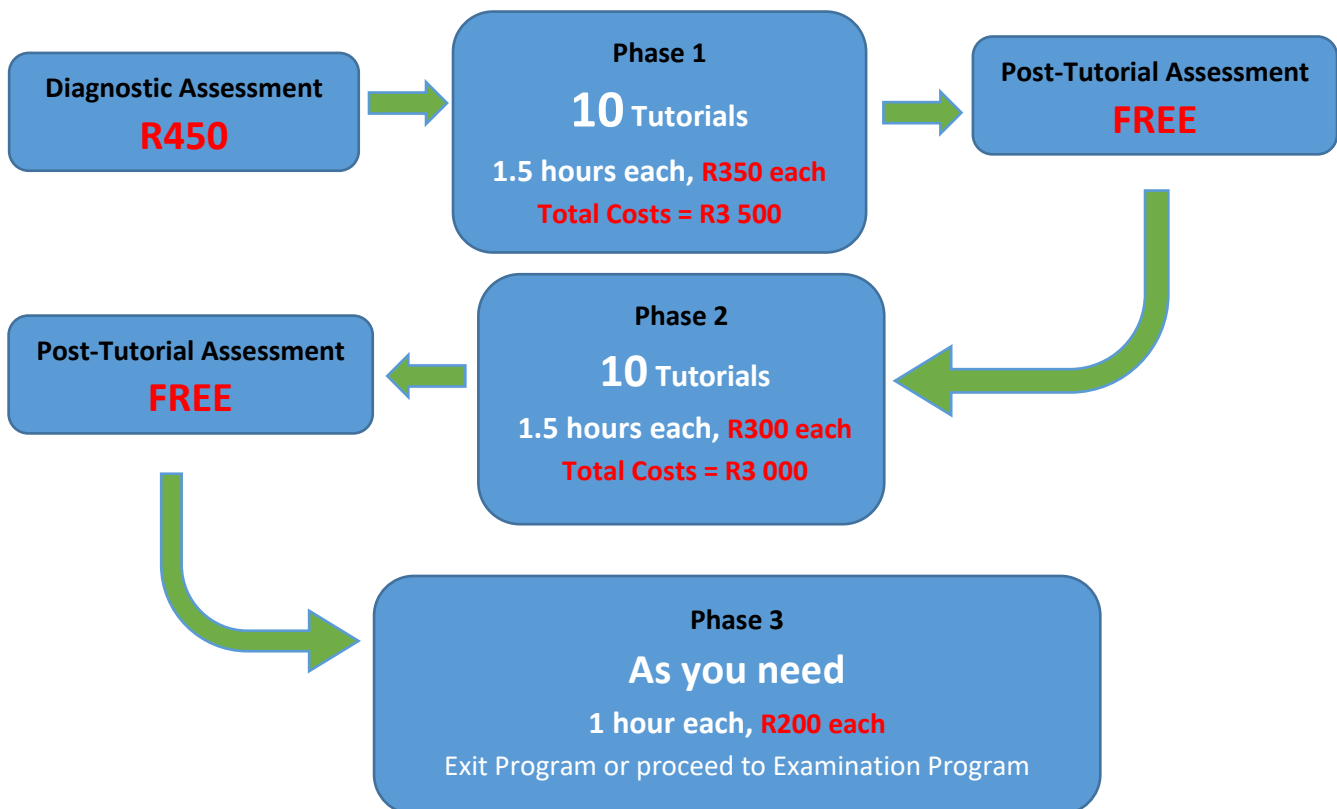 Diagnostic Assessment
R450
Phase 1
10 Tutorials
1.5 hours each, R350 each
Total Costs = R3 500
Post-Tutorial Assessment
FREE
Phase 2
10 Tutorials
1.5 hours each, R300 each
Total Costs = R3 000
Post-Tutorial Assessment
FREE
Phase 3
As you need
1 hour each, R200 each
Exit Program or proceed to Examination Program